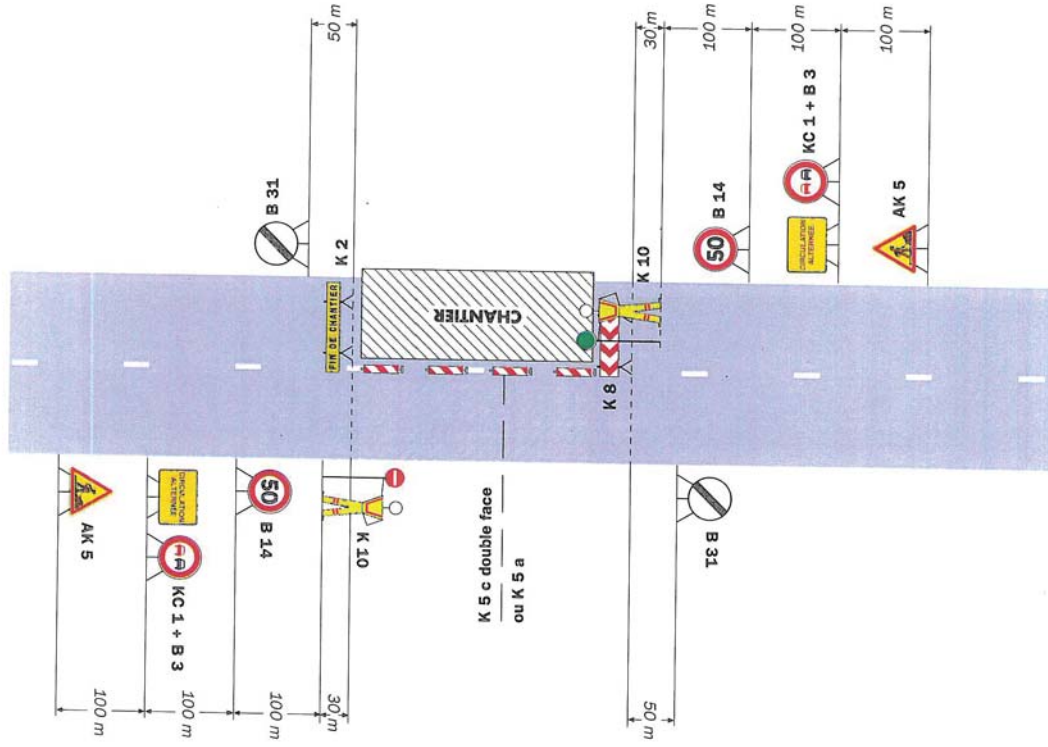 50 m
30 m
100 m
100 m
100 m
B 31
K 2
K 10
B 14
50
KC 1 + B 3
CIRCULATION
ALTERNÉE
AK 5
FIN DE CHANTIER
CHANTIER
K 8
AK 5
CIRCULATION
ALTERNÉE
KC 1 + B 3
50
B 14
K 10
K 5 c double face
ou K 5 a
B 31
100 m
100 m
100 m
30 m
50 m